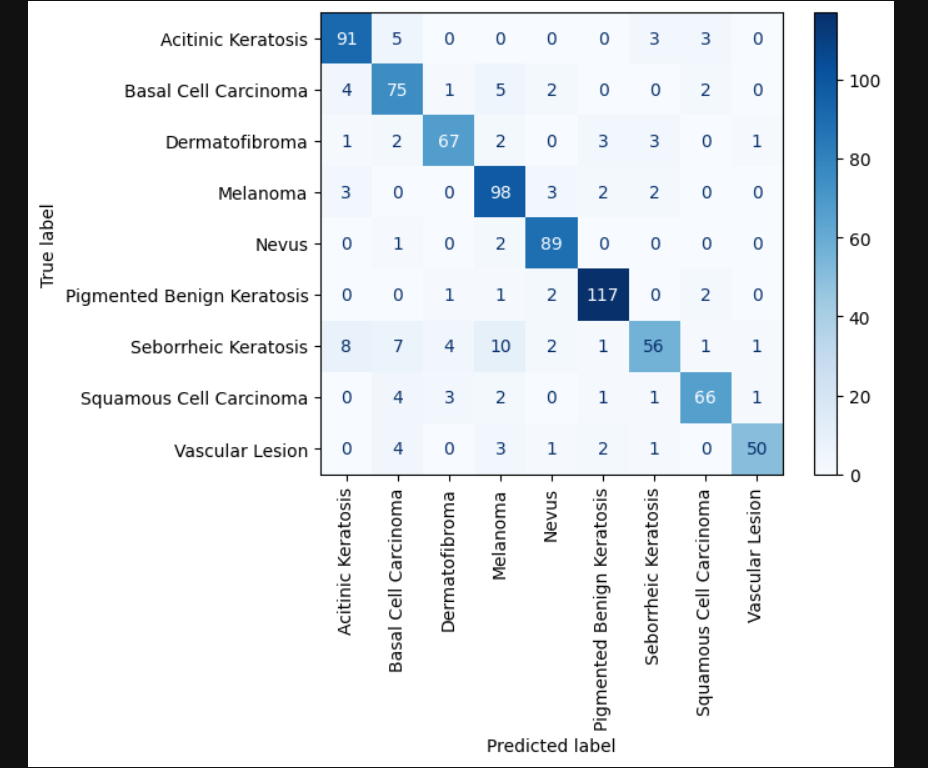 Acitinic Keratosis 91 5 0 0 0 0 3 3 0
Basal Cell Carcinoma 4 75 1 5 2 0 0 2 0
Dermatofibroma 1 2 67 2 0 3 3 0 1
Melanoma 3 0 0 98 3 2 2 0 0
Nevus 0 1 0 2 89 0 0 0 0
Pigmented Benign Keratosis 0 0 1 1 2 117 0 2 0
Seborrheic Keratosis 8 7 4 10 2 1 56 1 1
Squamous Cell Carcinoma 0 4 3 2 0 1 1 66 1
Vascular Lesion 0 4 0 3 1 2 1 0 50
True label
Acitinic Keratosis
Basal Cell Carcinoma
Dermatofibroma
Melanoma
Nevus
Pigmented Benign Keratosis
Seborrheic Keratosis
Squamous Cell Carcinoma
Vascular Lesion
Predicted label
100
80
60
40
20
0